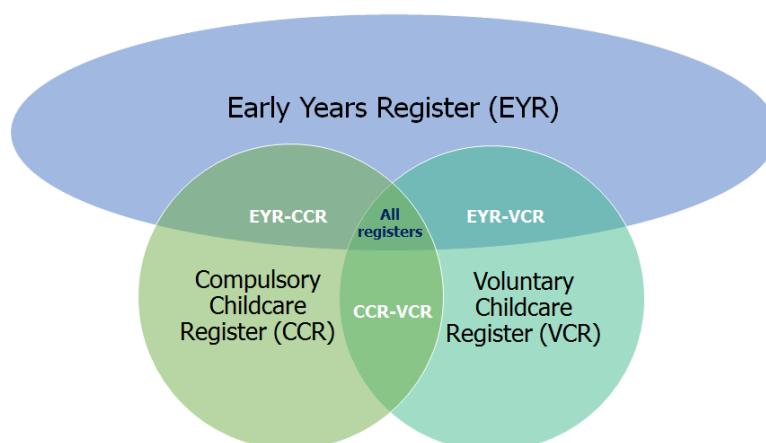 Early Years Register (EYR)
EYR-CCR
All
registers
EYR-VCR
Compulsory
Childcare
Register (CCR)
CCR-VCR
Voluntary
Childcare
Register (VCR)